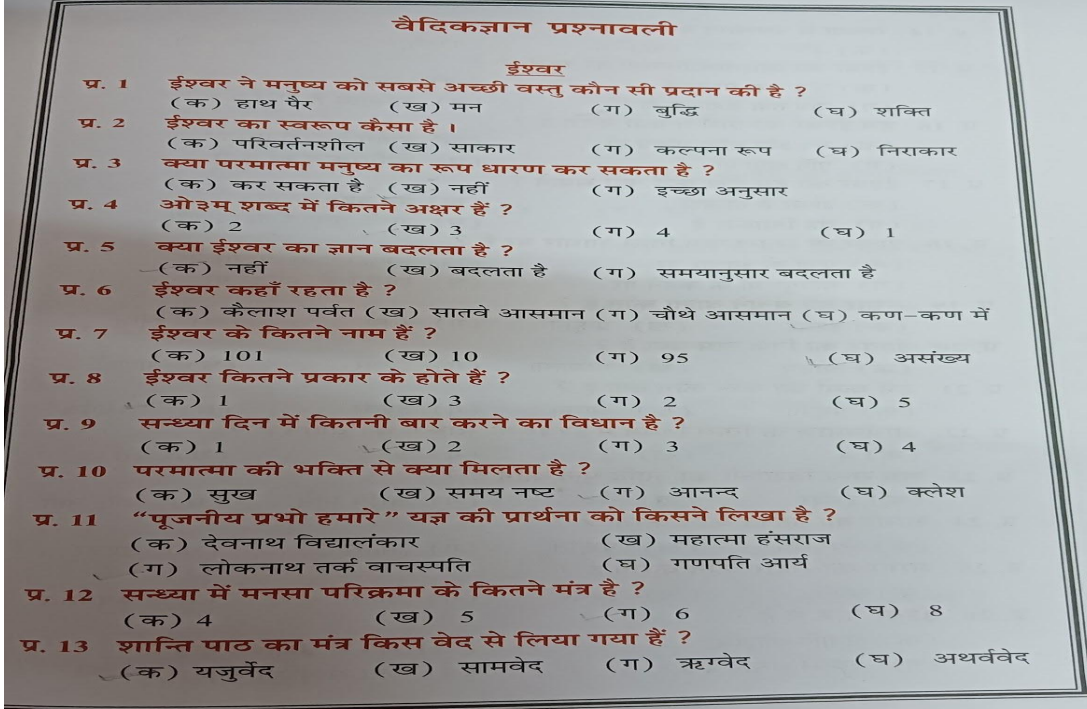 वैदिकज्ञान प्रश्नावली
ईश्वर
प्र. 1 ईश्वर ने मनुष्य को सबसे अच्छी वस्तु कौन सी प्रदान की है ?
(क) हाथ पैर (ख) मन (ग) बुद्धि (घ) शक्ति
प्र. 2 ईश्वर का स्वरूप कैसा है ।
(क) परिवर्तनशील (ख) साकार (ग) कल्पना रूप (घ) निराकार
प्र. 3 क्या परमात्मा मनुष्य का रूप धारण कर सकता है ?
(क) कर सकता है (ख) नहीं (ग) इच्छा अनुसार
प्र. 4 ओ३म् शब्द में कितने अक्षर हैं ?
(क) 2 (ख) 3 (ग) 4 (घ) 1
प्र. 5 क्या ईश्वर का ज्ञान बदलता है ?
(क) नहीं (ख) बदलता है (ग) समयानुसार बदलता है
प्र. 6 ईश्वर कहाँ रहता है ?
(क) कैलाश पर्वत (ख) सातवे आसमान (ग) चौथे आसमान (घ) कण-कण में
प्र. 7 ईश्वर के कितने नाम हैं ?
(क) 101 (ख) 10 (ग) 95 (घ) असंख्य
प्र. 8 ईश्वर कितने प्रकार के होते हैं ?
(क) 1 (ख) 3 (ग) 2 (घ) 5
प्र. 9 सन्ध्या दिन में कितनी बार करने का विधान है ?
(क) 1 (ख) 2 (ग) 3 (घ) 4
प्र. 10 परमात्मा की भक्ति से क्या मिलता है ?
(क) सुख (ख) समय नष्ट (ग) आनन्द (घ) क्लेश
प्र. 11 “पूजनीय प्रभो हमारे” यज्ञ की प्रार्थना को किसने लिखा है ?
(क) देवनाथ विद्यालंकार (ख) महात्मा हंसराज
(ग) लोकनाथ तर्क वाचस्पति (घ) गणपति आर्य
प्र. 12 सन्ध्या में मनसा परिक्रमा के कितने मंत्र है ?
(क) 4 (ख) 5 (ग) 6 (घ) 8
प्र. 13 शान्ति पाठ का मंत्र किस वेद से लिया गया हैं ?
(क) यजुर्वेद (ख) सामवेद (ग) ऋग्वेद (घ) अथर्ववेद